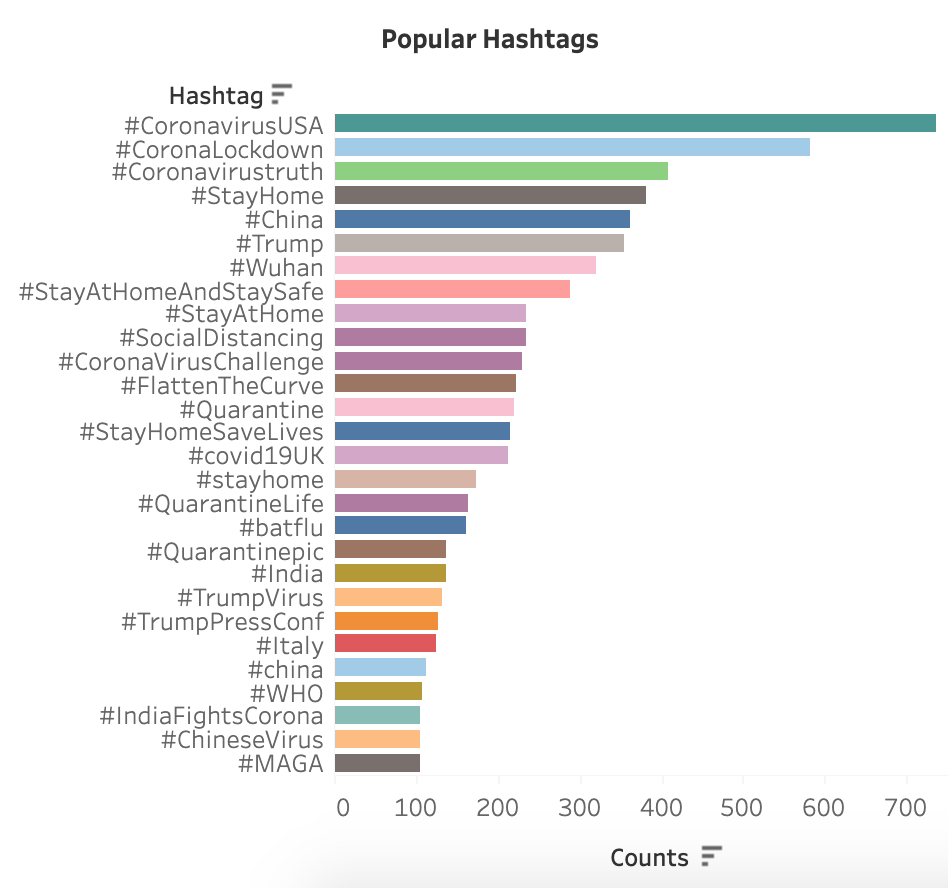 Popular Hashtags
Hashtag
#CoronavirusUSA
#CoronaLockdown
#Coronavirustruth
#StayHome
#China
#Trump
#Wuhan
#StayAtHomeAndStaySafe
#StayAtHome
#SocialDistancing
#CoronaVirusChallenge
#FlattenTheCurve
#Quarantine
#StayHomeSaveLives
#covid19UK
#stayhome
#QuarantineLife
#batflu
#Quarantinepic
#India
#TrumpVirus
#TrumpPressConf
#Italy
#china
#WHO
#IndiaFightsCorona
#ChineseVirus
#MAGA
0 100 200 300 400 500 600 700
Counts